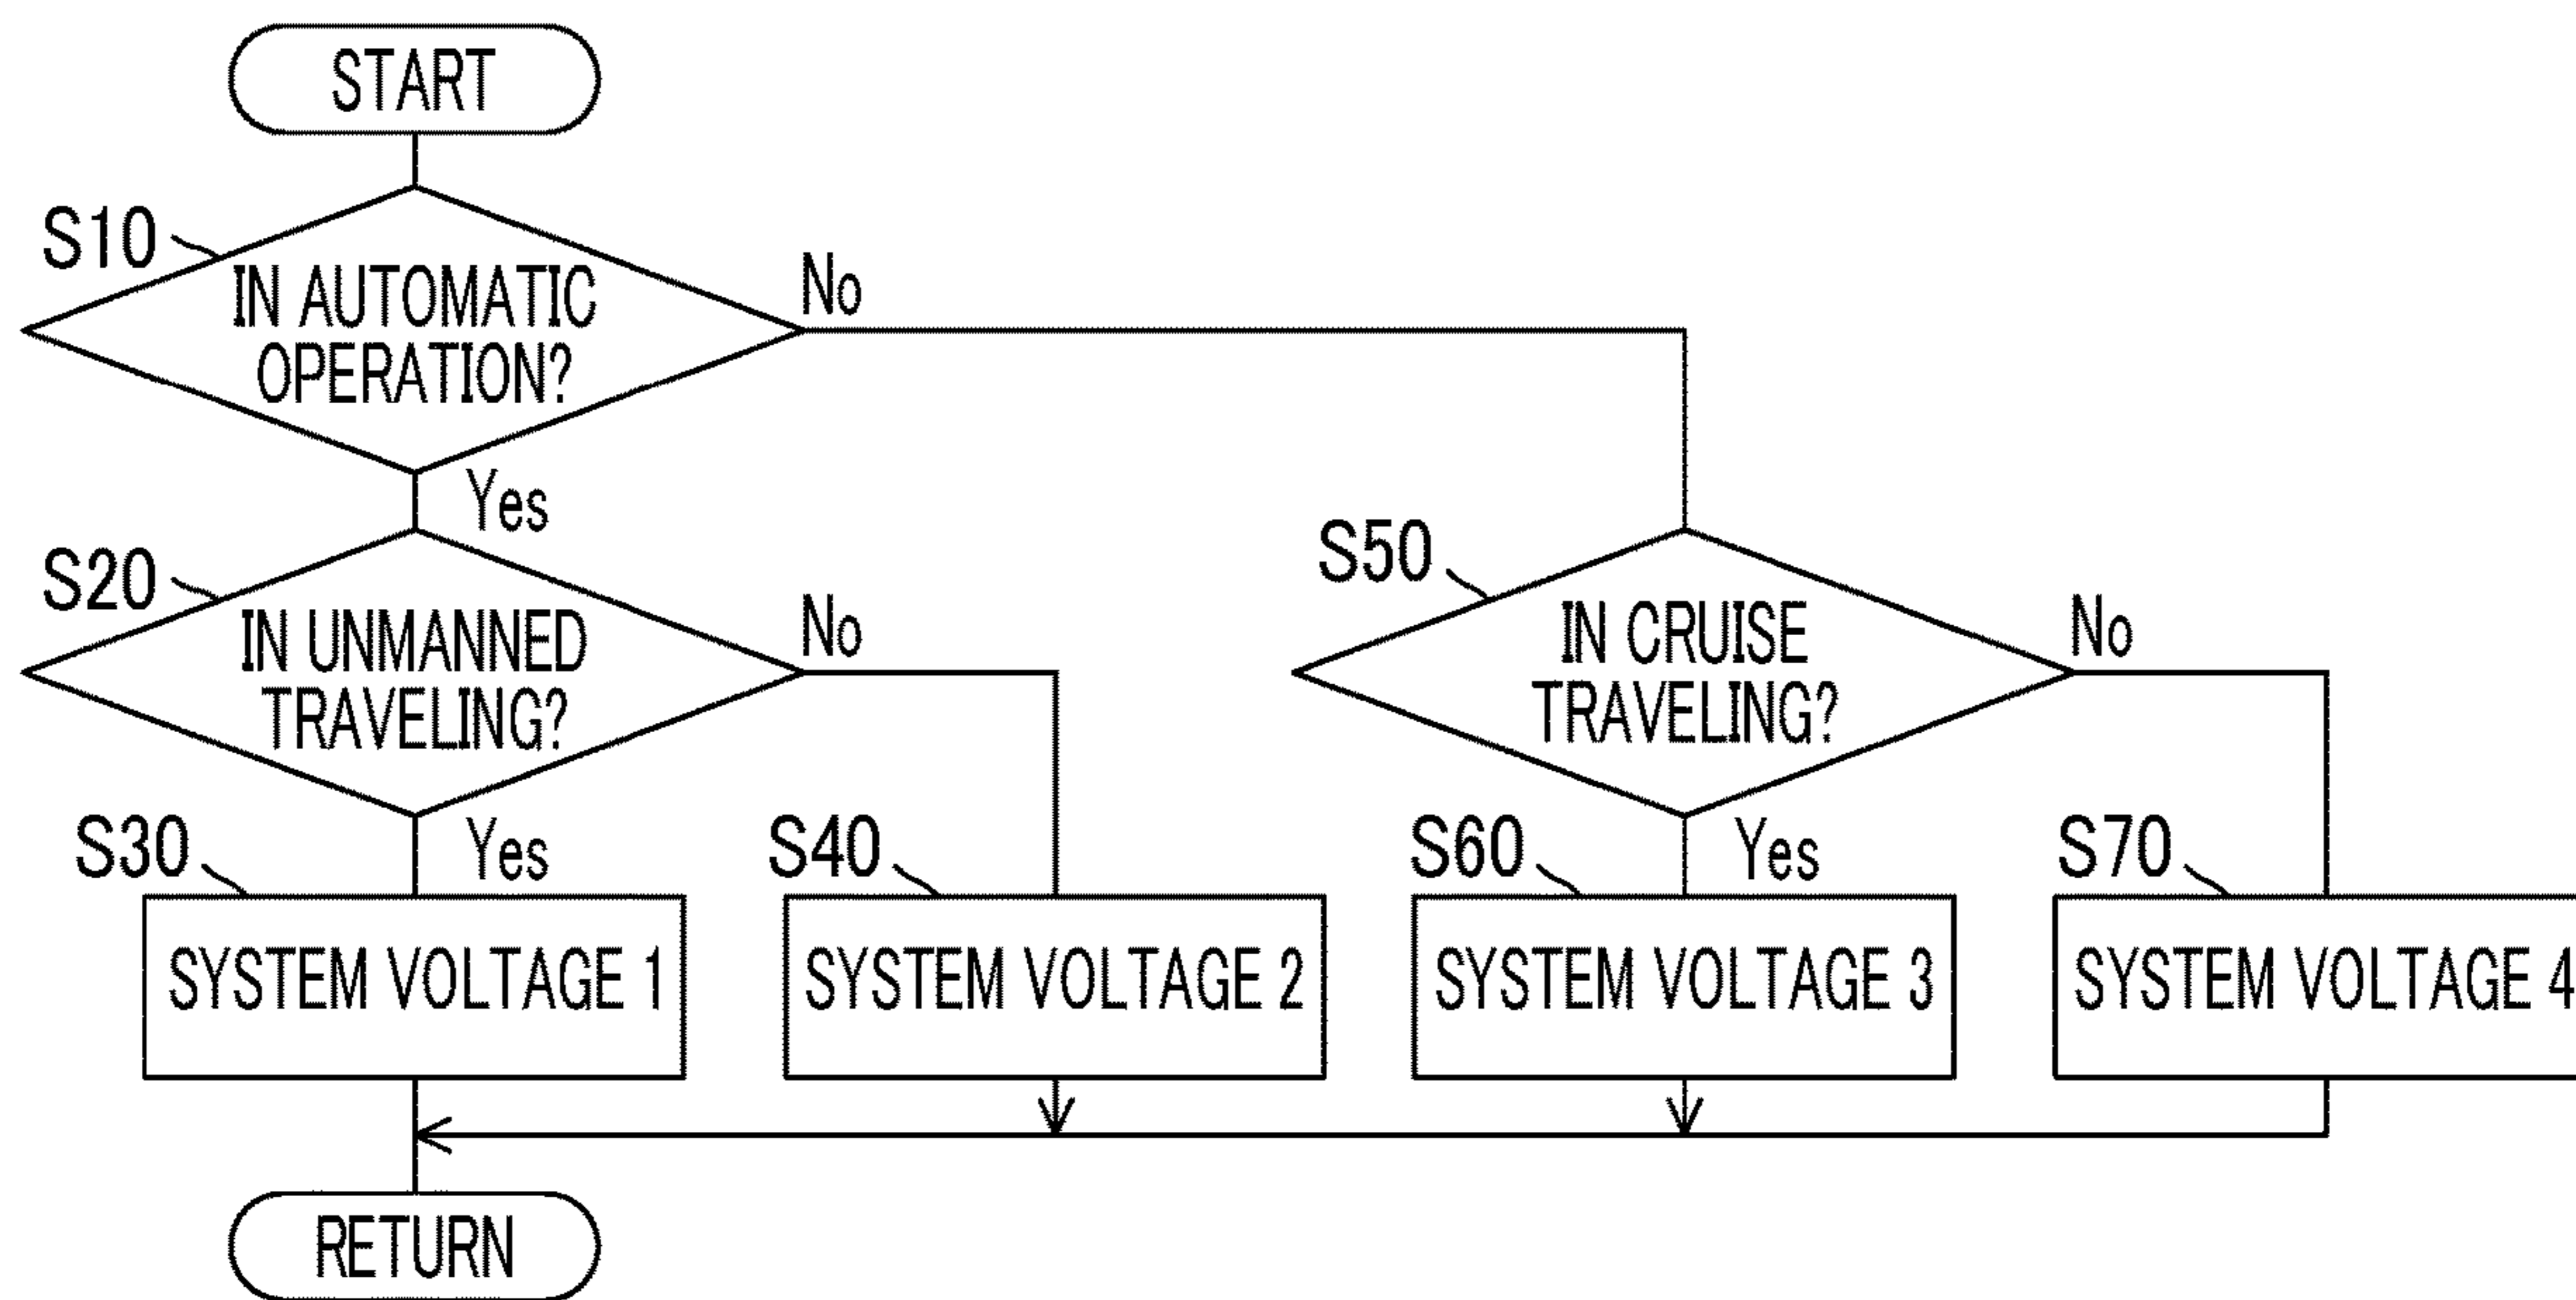 START
S10
IN AUTOMATIC
OPERATION?
No
Yes
S20
IN UNMANNED
TRAVELING?
No
Yes
S50
IN CRUISE
TRAVELING?
No
Yes
S30
SYSTEM VOLTAGE 1
S40
SYSTEM VOLTAGE 2
S60
SYSTEM VOLTAGE 3
S70
SYSTEM VOLTAGE 4
RETURN